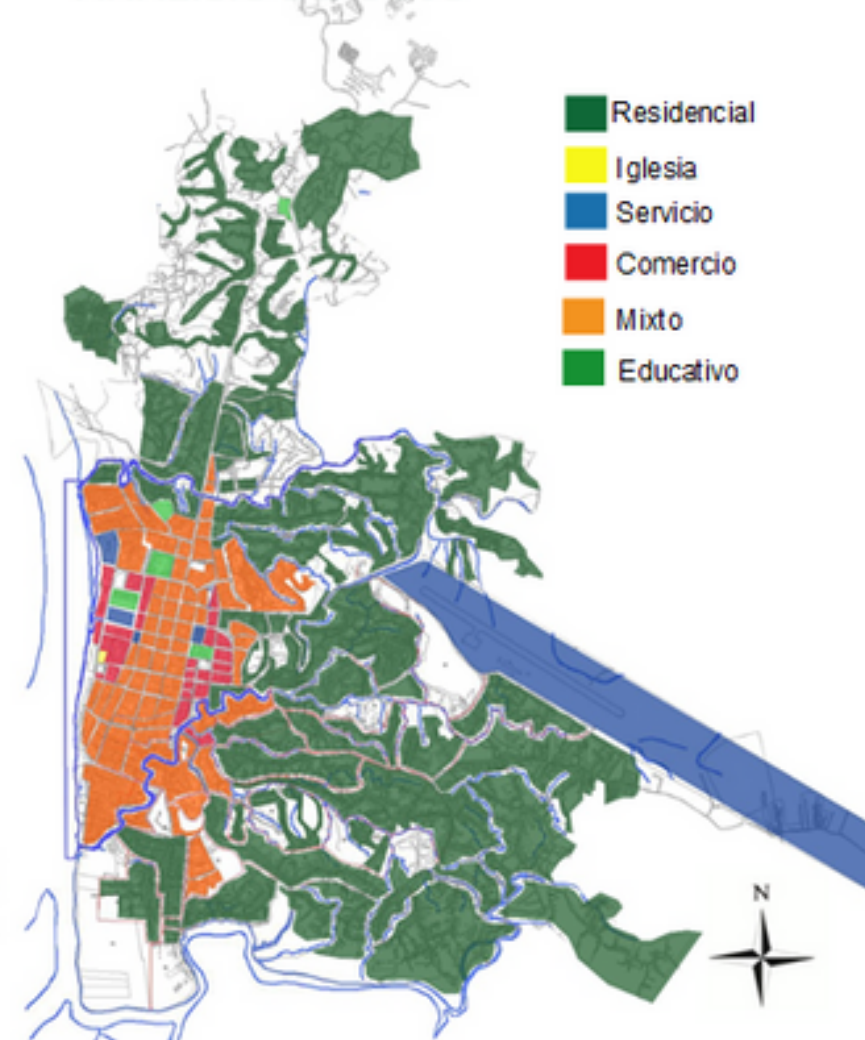 Residencial
Iglesia
Servicio
Comercio
Mixto
Educativo
N